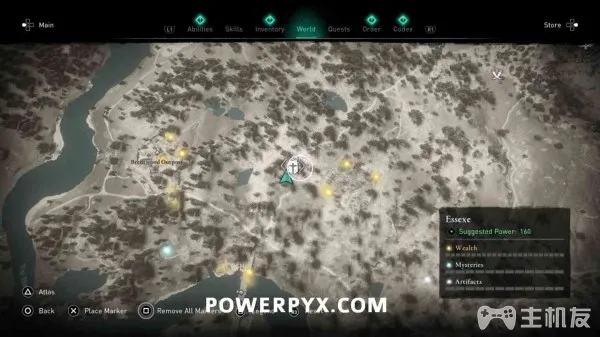 Main
L1 Abilities Skills Inventory World Quests Order Codex R1
Store
Essexe
Suggested Power: 160
Wealth
Mysteries
Artifacts
Atlas
Back Place Marker Remove All Markers
POWERPYX.COM
主机友